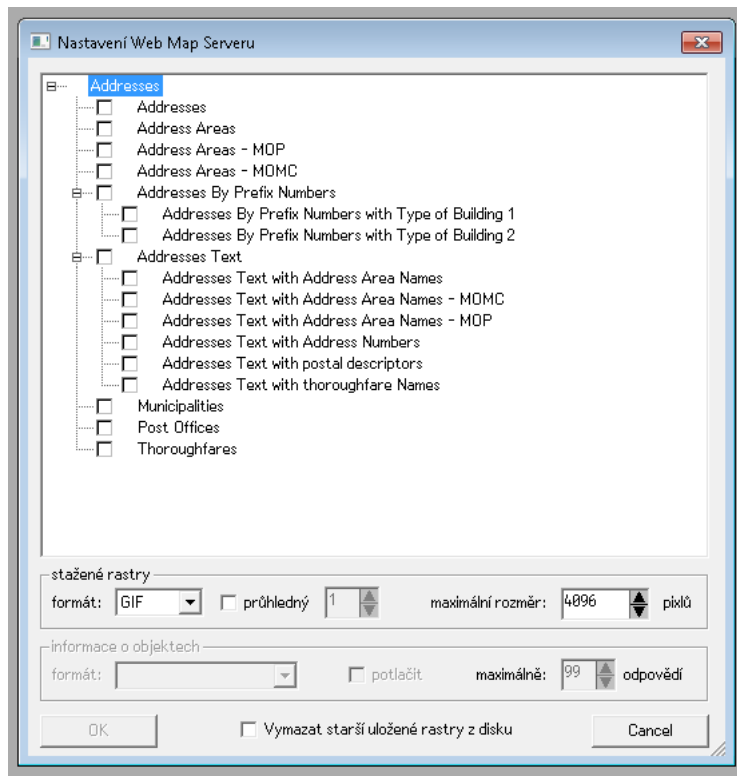 Nastavení Web Map Serveru
Addresses
Addresses
Address Areas
Address Areas - MOP
Address Areas - MOMC
Addresses By Prefix Numbers
Addresses By Prefix Numbers with Type of Building 1
Addresses By Prefix Numbers with Type of Building 2
Addresses Text
Addresses Text with Address Area Names
Addresses Text with Address Area Names - MOMC
Addresses Text with Address Area Names - MOP
Addresses Text with Address Numbers
Addresses Text with postal descriptors
Addresses Text with thoroughfare Names
Municipalities
Post Offices
Thoroughfares
stažené rastry
formát: GIF průhledný 1 maximální rozměr: 4096 pixlů
informace o objektech
formát: potlačit maximálně: 99 odpovědí
OK Vymazat starší uložené rastry z disku Cancel